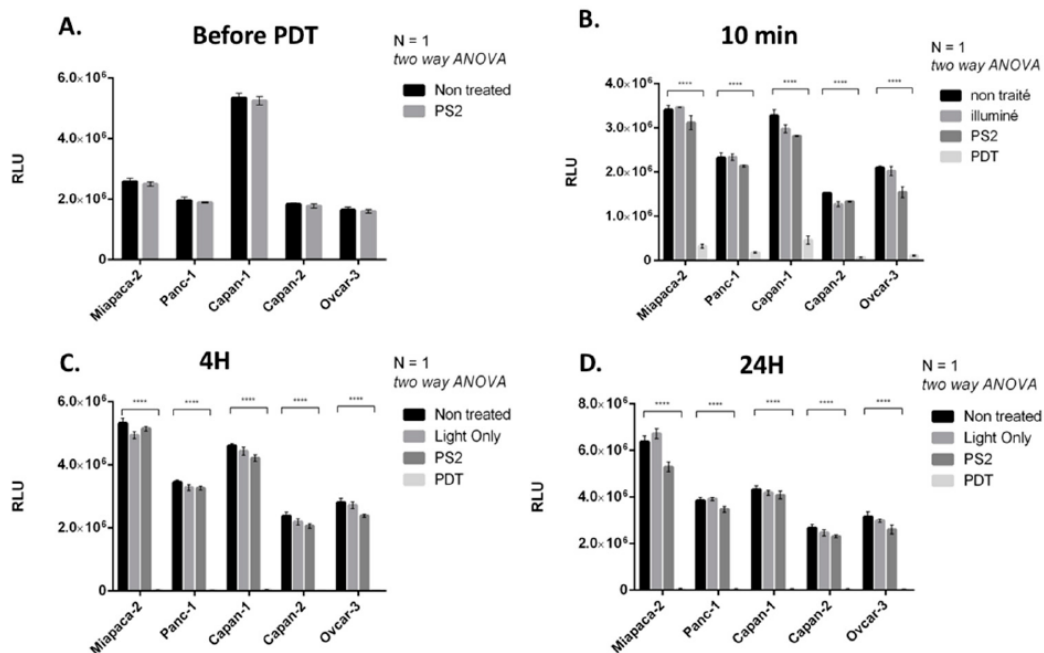 A.
Before PDT
N = 1
two way ANOVA
Non treated
PS2
RLU
6.0×10⁶
4.0×10⁶
2.0×10⁶
0
Miapaca-2
Panc-1
Capan-1
Capan-2
Ovcar-3
B.
10 min
N = 1
two way ANOVA
non traité
illuminé
PS2
PDT
RLU
4.0×10⁶
3.0×10⁶
2.0×10⁶
1.0×10⁶
0
**** **** **** **** ****
Miapaca-2
Panc-1
Capan-1
Capan-2
Ovcar-3
C.
4H
N = 1
two way ANOVA
Non treated
Light Only
PS2
PDT
RLU
6.0×10⁶
4.0×10⁶
2.0×10⁶
0
**** **** **** **** ****
Miapaca-2
Panc-1
Capan-1
Capan-2
Ovcar-3
D.
24H
N = 1
two way ANOVA
Non treated
Light Only
PS2
PDT
RLU
8.0×10⁶
6.0×10⁶
4.0×10⁶
2.0×10⁶
0
**** **** **** **** ****
Miapaca-2
Panc-1
Capan-1
Capan-2
Ovcar-3